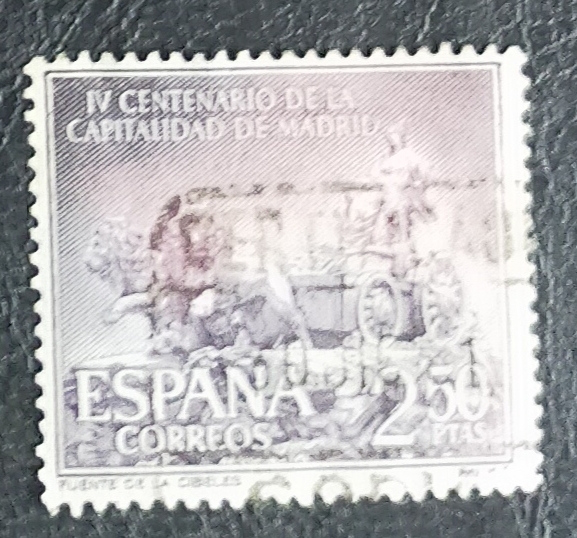 IV CENTENARIO DE LA
CAPITALIDAD DE MADRID
ESPAÑA 2'50
CORREOS PTAS
FUENTE DE LA CIBELES